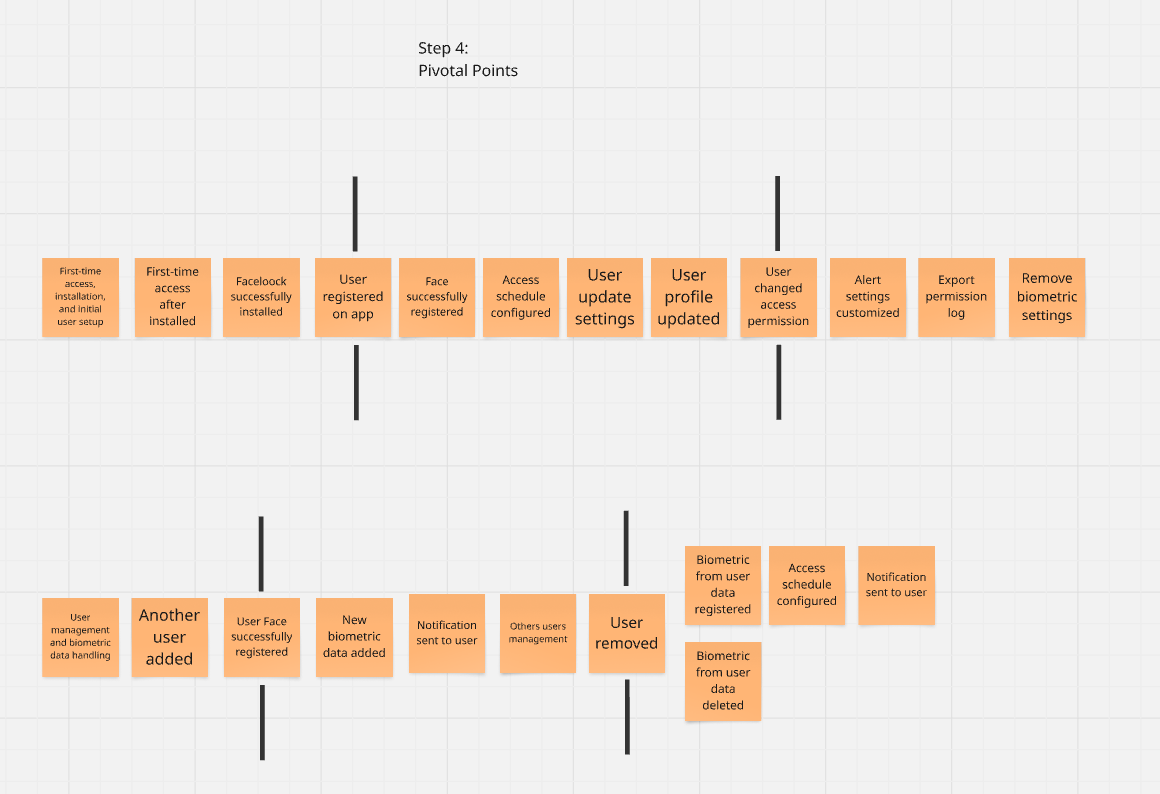 Step 4:
Pivotal Points
First-time
access,
installation,
and initial
user setup
First-time
access
after
installed
Faceloock
successfully
installed
User
registered
on app
Face
successfully
registered
Access
schedule
configured
User
update
settings
User
profile
updated
User
changed
access
permission
Alert
settings
customized
Export
permission
log
Remove
biometric
settings
User
management
and biometric
data handling
Another
user
added
User Face
successfully
registered
New
biometric
data added
Notification
sent to user
Others users
management
User
removed
Biometric
from user
data
registered
Access
schedule
configured
Notification
sent to user
Biometric
from user
data
deleted